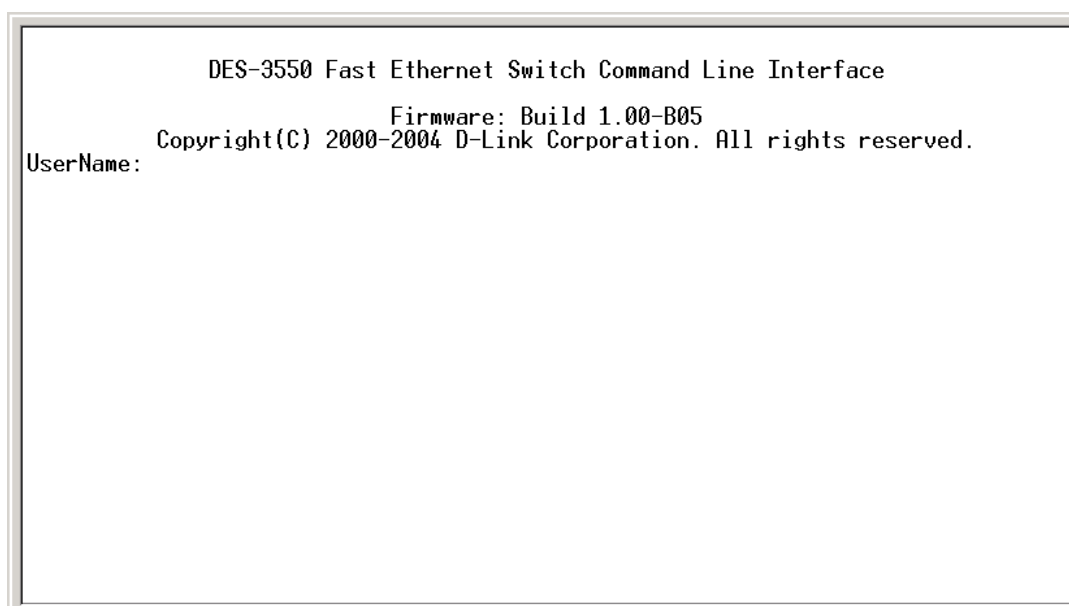 DES-3550 Fast Ethernet Switch Command Line Interface
Firmware: Build 1.00-B05
Copyright(C) 2000-2004 D-Link Corporation. All rights reserved.
UserName: